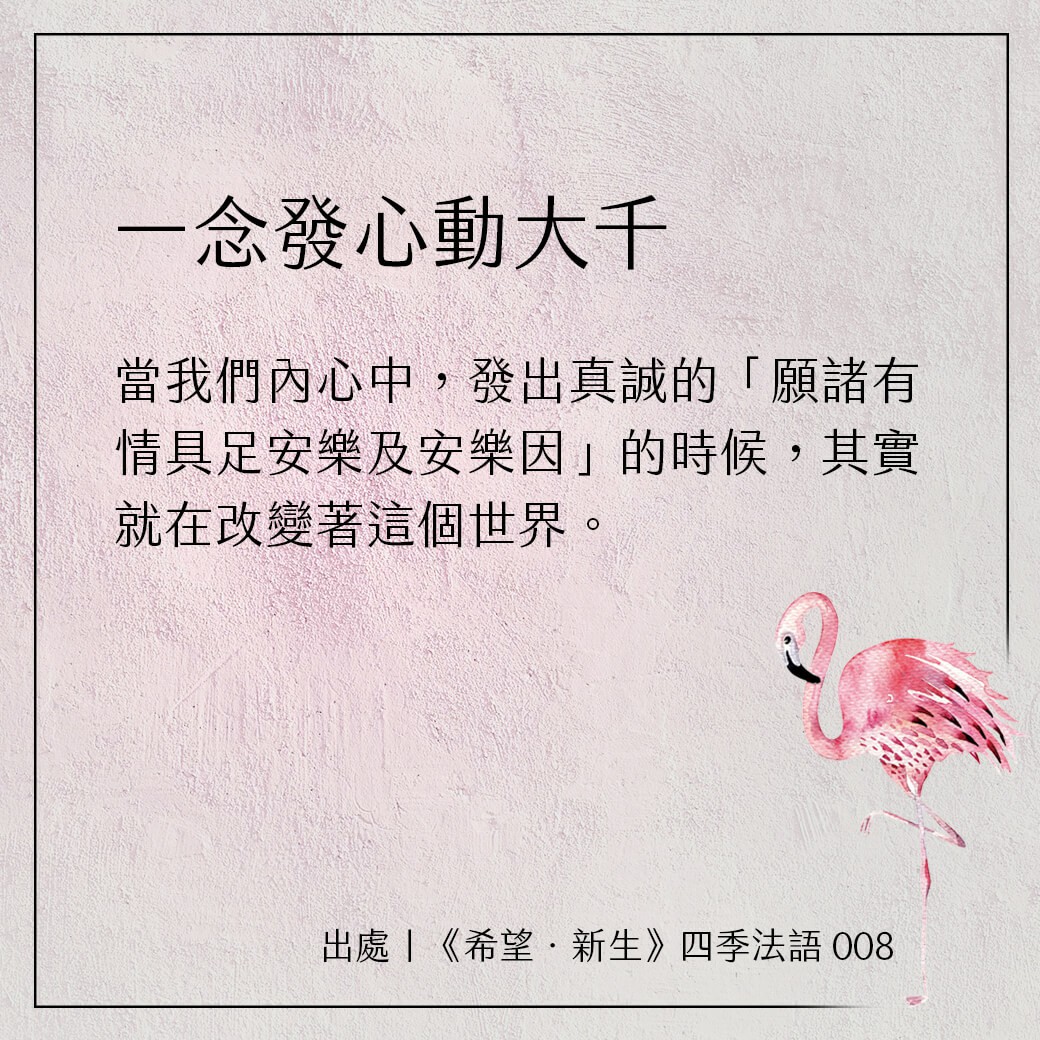 一念發心動大千
當我們內心中，發出真誠的「願諸有
情具足安樂及安樂因」的時候，其實
就在改變著這個世界。
出處｜《希望．新生》四季法語 008